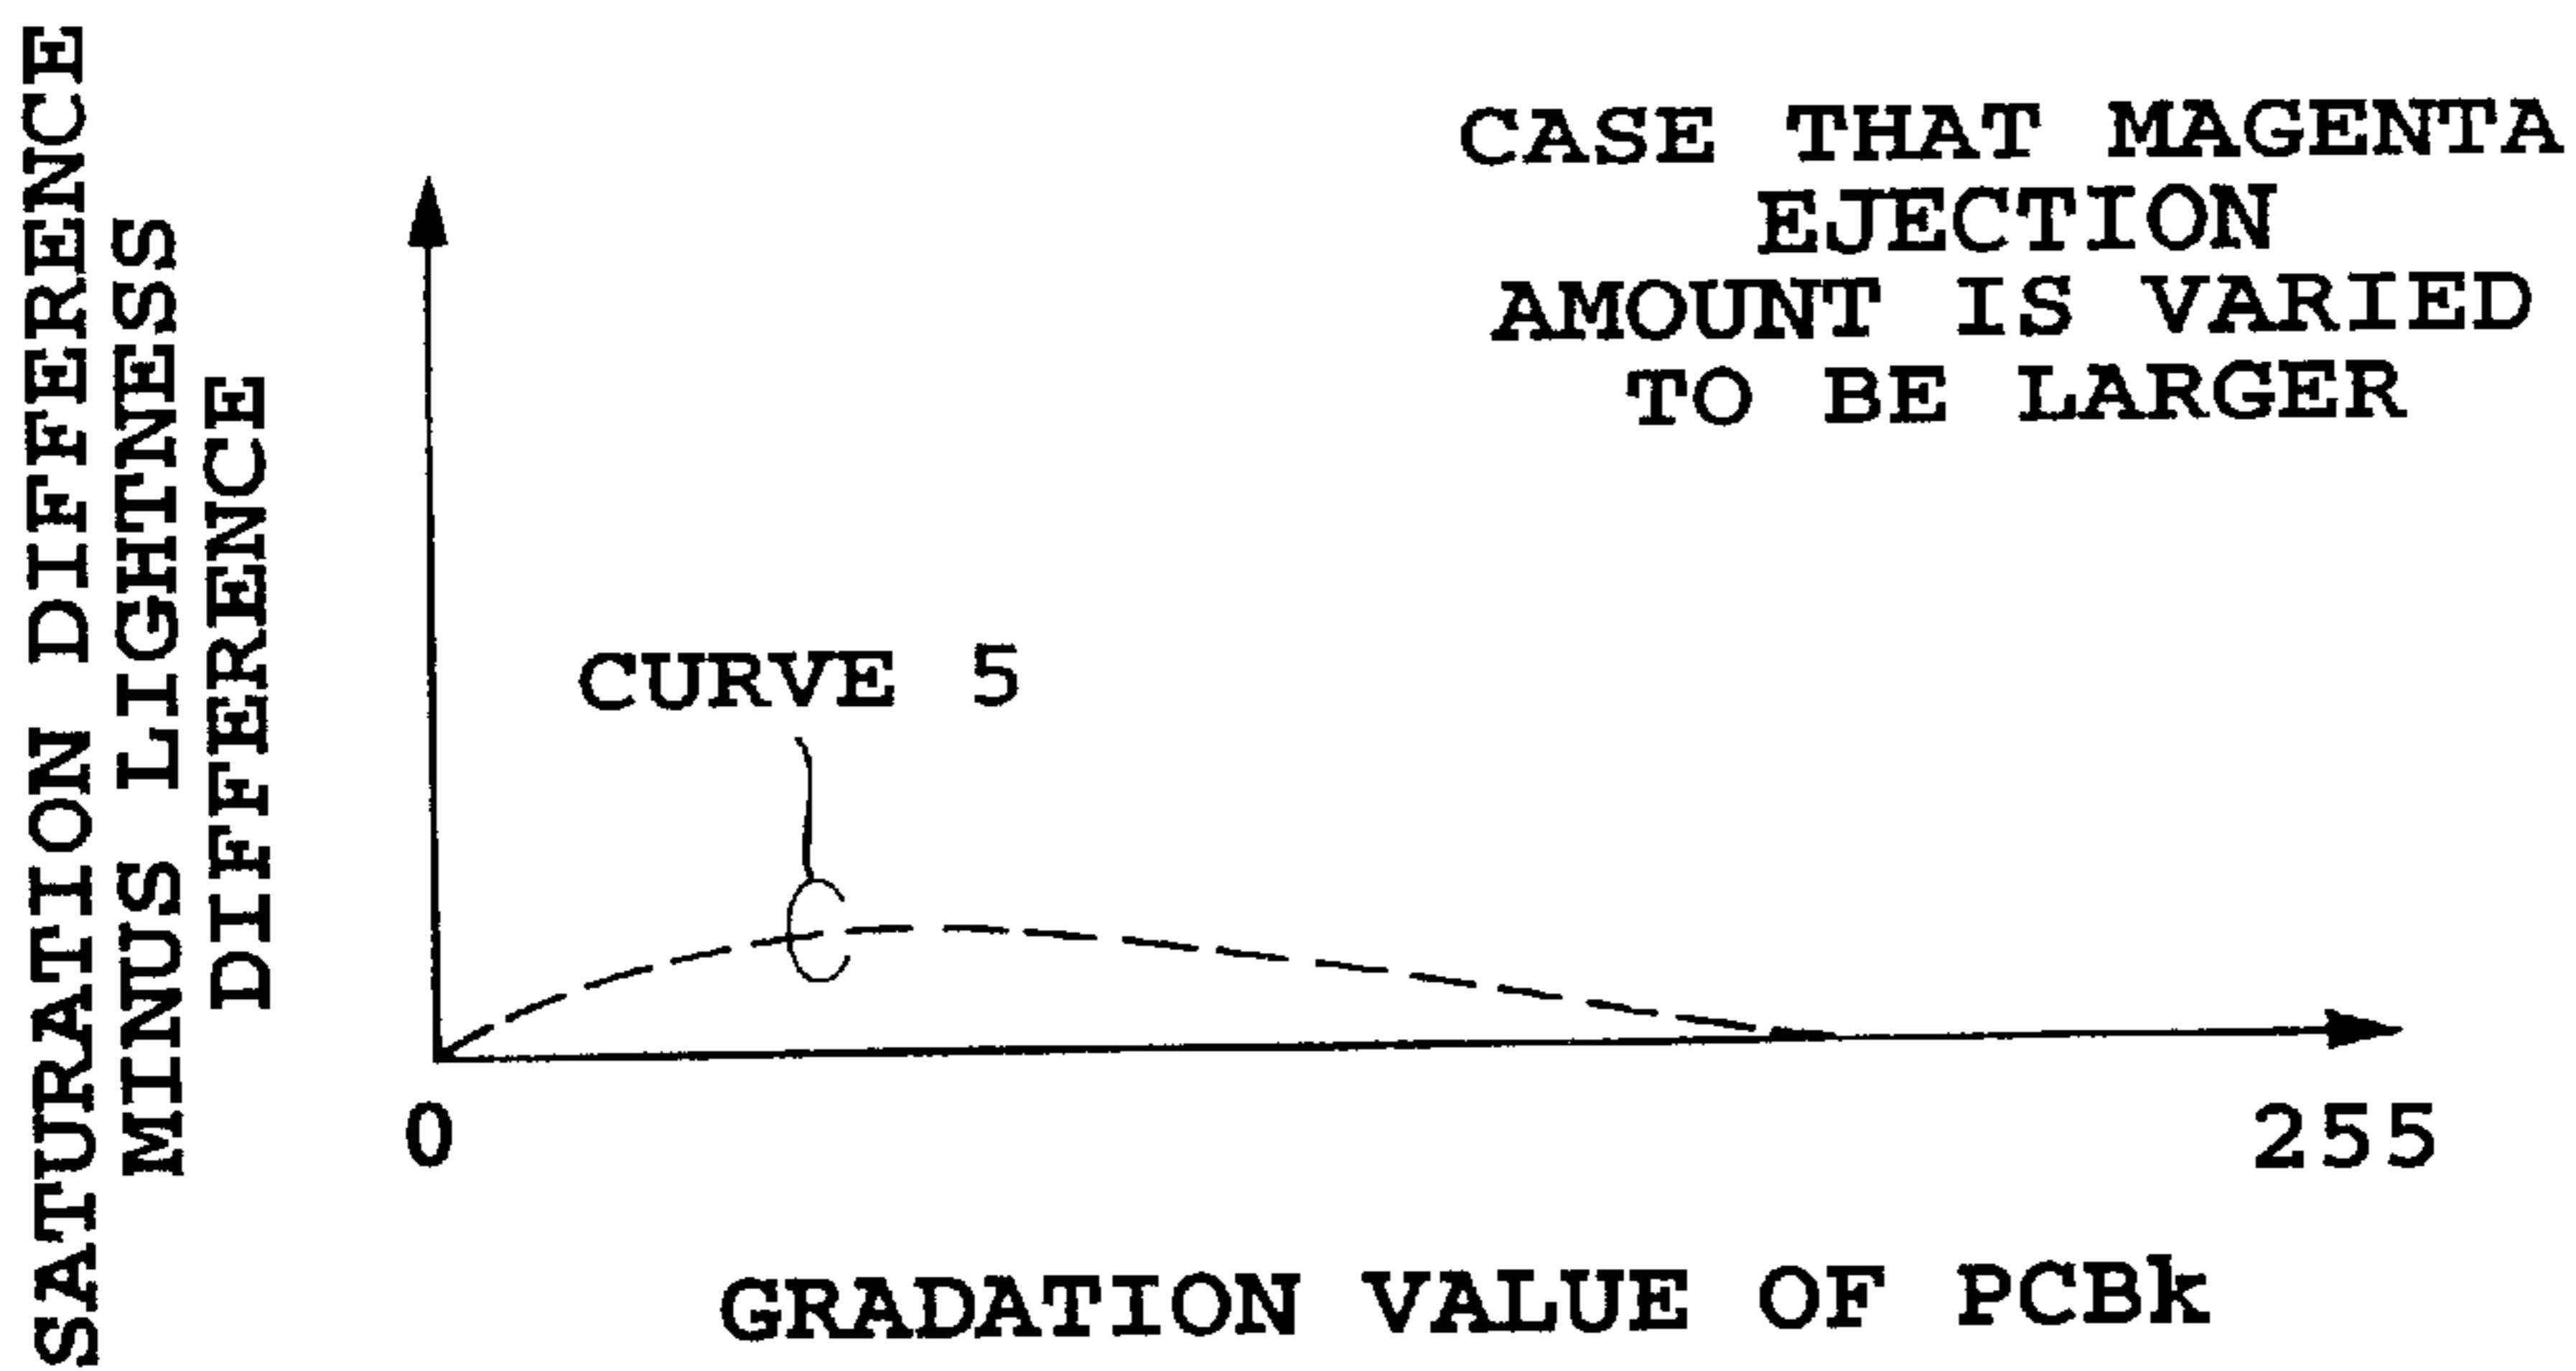 SATURATION DIFFERENCE
MINUS LIGHTNESS
DIFFERENCE
CASE THAT MAGENTA
EJECTION
AMOUNT IS VARIED
TO BE LARGER
CURVE 5
0
255
GRADATION VALUE OF PCBk